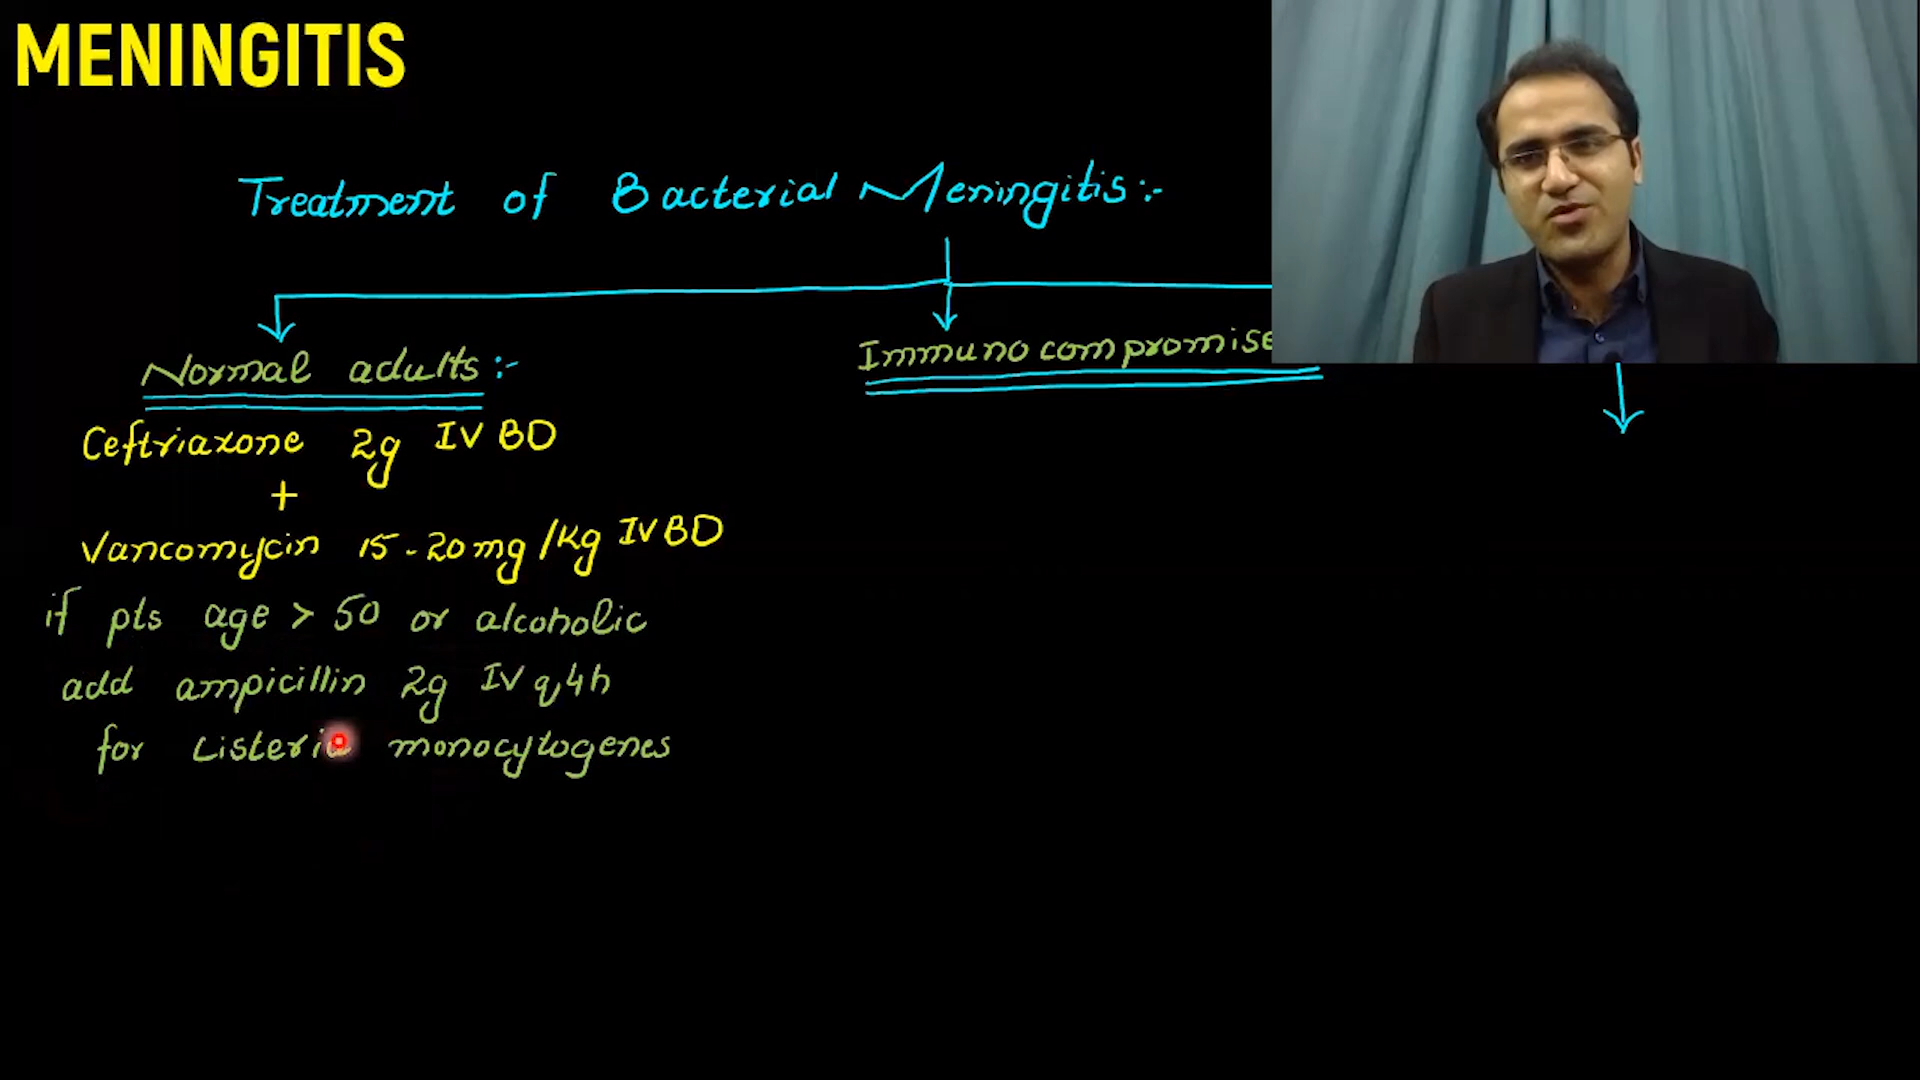 MENINGITIS
Treatment of Bacterial Meningitis:-
Normal adults :-
Immunocompromise
Ceftriaxone 2g IV BD
+
Vancomycin 15-20mg/kg IV BD
if pts age > 50 or alcoholic
add ampicillin 2g IV q4h
for Listeria monocytogenes